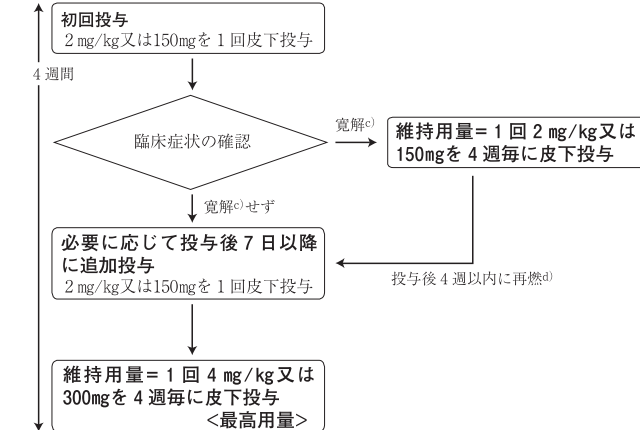 初回投与
2mg/kg又は150mgを1回皮下投与
4週間
臨床症状の確認
寛解c)
維持用量=1回2mg/kg又は
150mgを4週毎に皮下投与
寛解c)せず
必要に応じて投与後7日以降
に追加投与
2mg/kg又は150mgを1回皮下投与
投与後4週以内に再燃d)
維持用量=1回4mg/kg又は
300mgを4週毎に皮下投与
<最高用量>